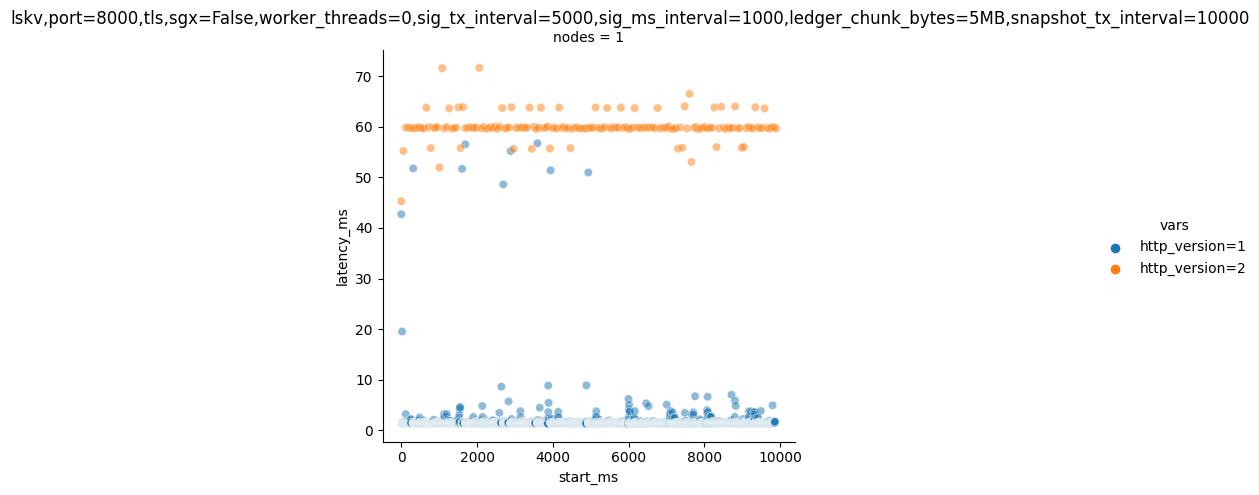 lskv,port=8000,tls,sgx=False,worker_threads=0,sig_tx_interval=5000,sig_ms_interval=1000,ledger_chunk_bytes=5MB,snapshot_tx_interval=10000
nodes = 1
70
60
50
40
30
20
10
0
latency_ms
0 2000 4000 6000 8000 10000
start_ms
vars
http_version=1
http_version=2